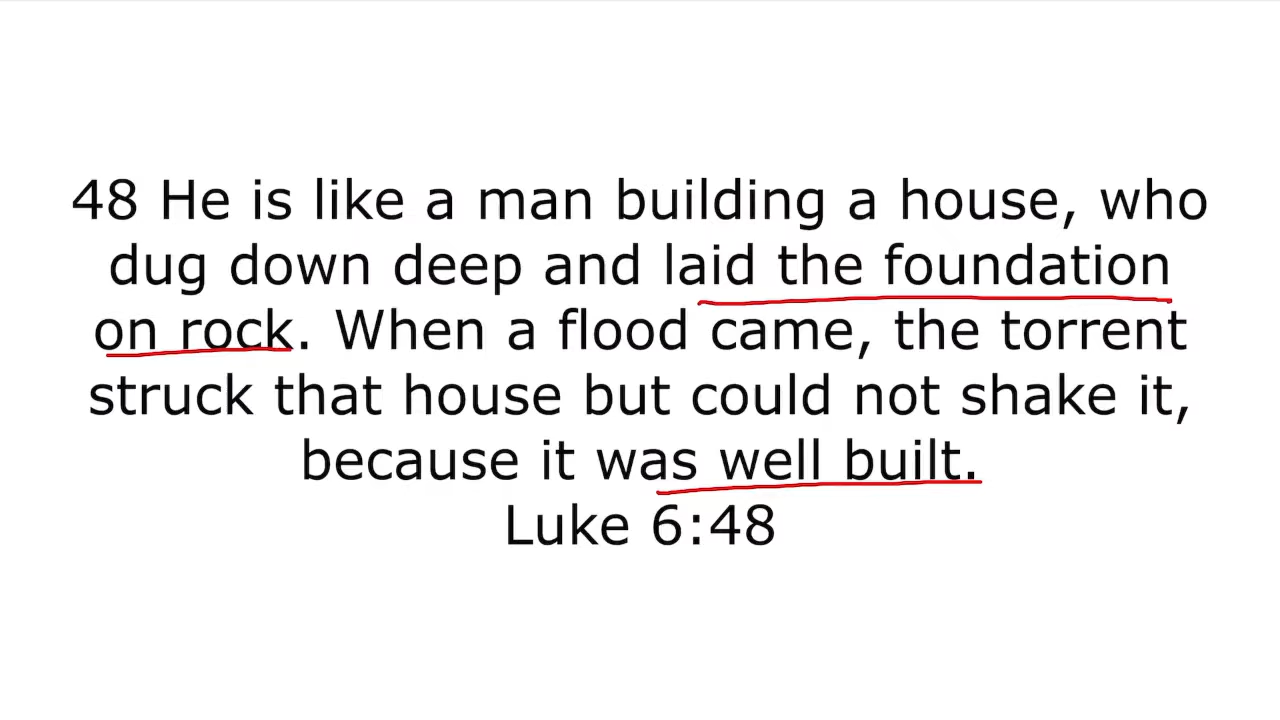 48 He is like a man building a house, who
dug down deep and laid the foundation
on rock. When a flood came, the torrent
struck that house but could not shake it,
because it was well built.
Luke 6:48